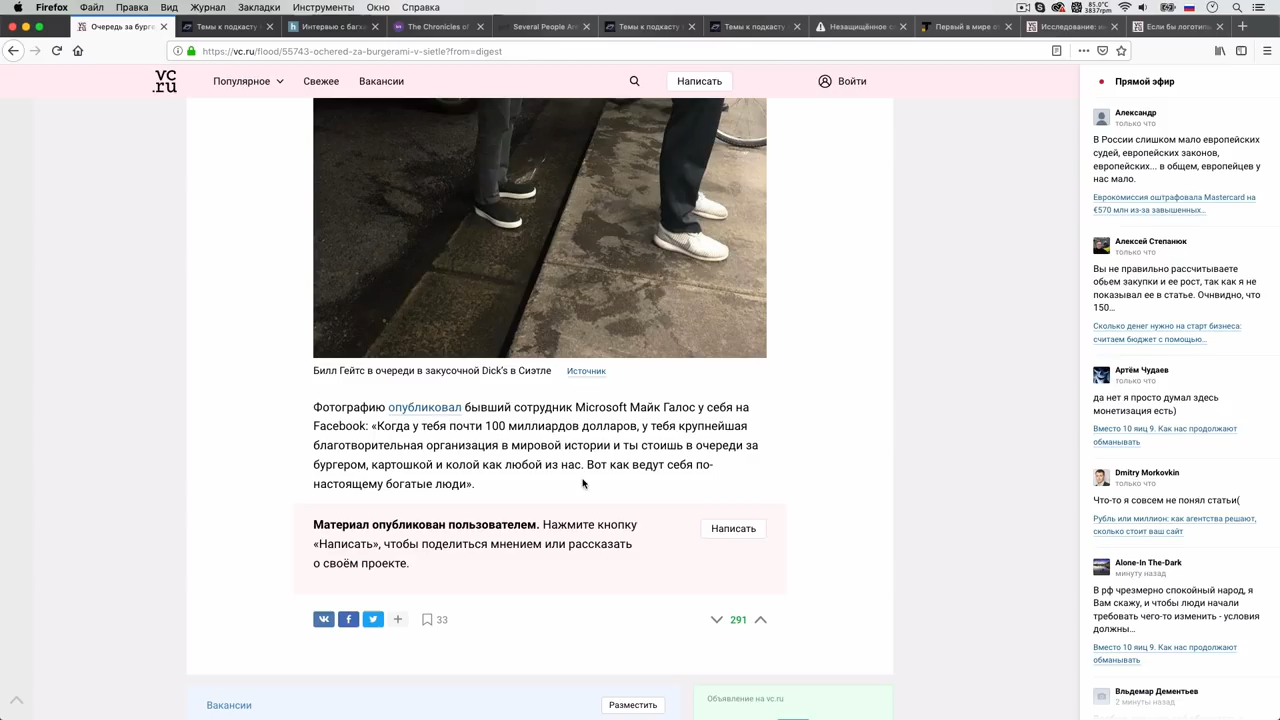 Firefox Файл Правка Вид Журнал Закладки Инструменты Окно Справка
85.0°C
3837rpm
Очередь за бурге
Темы к подкасту
Интервью с багха
The Chronicles of
Several People Ar
Темы к подкасту
Темы к подкасту
Незащищённое с
Первый в мире о
Исследование: и
Если бы логотипы
https://vc.ru/flood/55743-ochered-za-burgerami-v-sietle?from=digest
vc
.ru
Популярное
Свежее
Вакансии
Написать
Войти
Билл Гейтс в очереди в закусочной Dick's в Сиэтле Источник
Фотографию опубликовал бывший сотрудник Microsoft Майк Галос у себя на
Facebook: «Когда у тебя почти 100 миллиардов долларов, у тебя крупнейшая
благотворительная организация в мировой истории и ты стоишь в очереди за
бургером, картошкой и колой как любой из нас. Вот как ведут себя по-
настоящему богатые люди».
Материал опубликован пользователем. Нажмите кнопку
«Написать», чтобы поделиться мнением или рассказать
о своём проекте.
Написать
33
291
Вакансии
Разместить
Объявление на vc.ru
Прямой эфир
Александр
только что
В России слишком мало европейских
судей, европейских законов,
европейских... в общем, европейцев у
нас мало.
Еврокомиссия оштрафовала Mastercard на
€570 млн из-за завышенных…
Алексей Степанюк
только что
Вы не правильно рассчитываете
обьем закупки и ее рост, так как я не
показывал ее в статье. Очнвидно, что
150…
Сколько денег нужно на старт бизнеса:
считаем бюджет с помощью…
Артём Чудаев
только что
да нет я просто думал здесь
монетизация есть)
Вместо 10 яиц 9. Как нас продолжают
обманывать
Dmitry Morkovkin
только что
Что-то я совсем не понял статьи(
Рубль или миллион: как агентства решают,
сколько стоит ваш сайт
Alone-In The-Dark
минуту назад
В рф чрезмерно спокойный народ, я
Вам скажу, и чтобы люди начали
требовать чего-то изменить - условия
должны…
Вместо 10 яиц 9. Как нас продолжают
обманывать
Вльдемар Дементьев
2 минуты назад